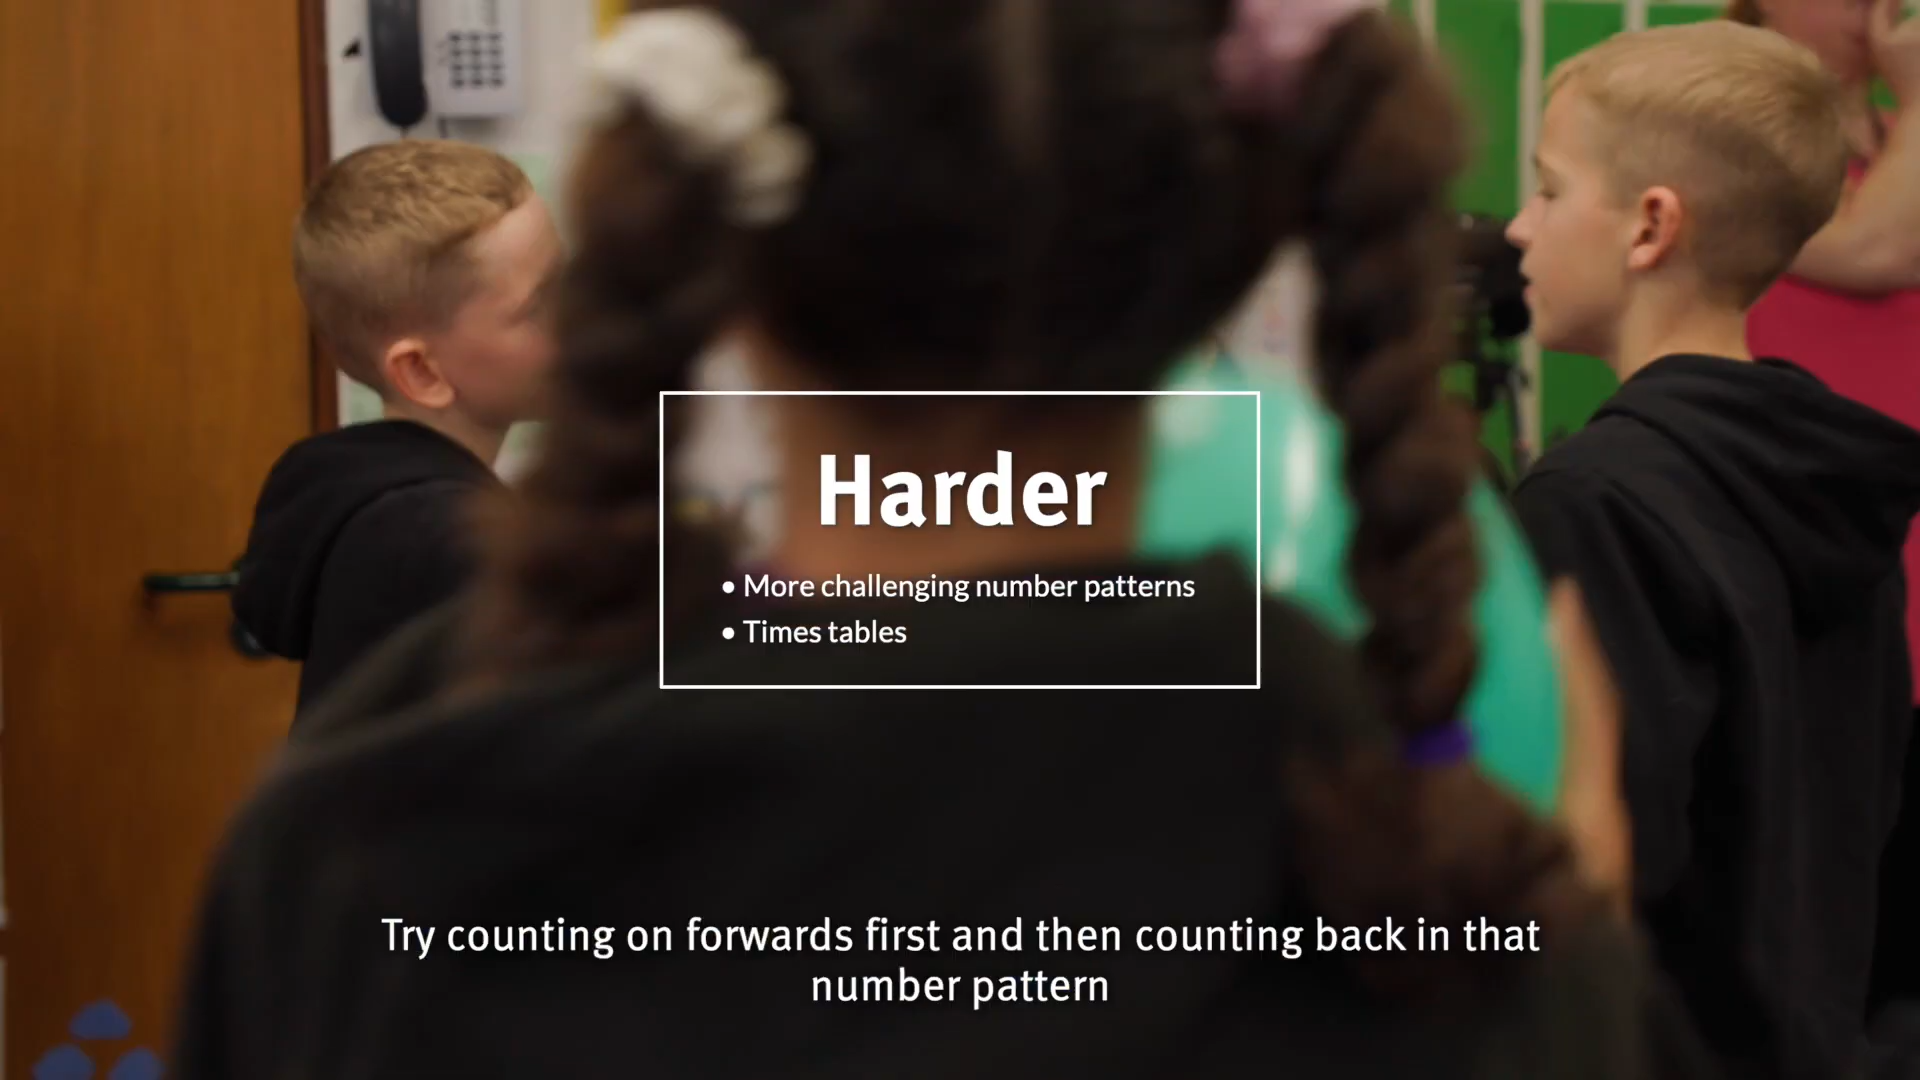 Harder
• More challenging number patterns
• Times tables
Try counting on forwards first and then counting back in that
number pattern